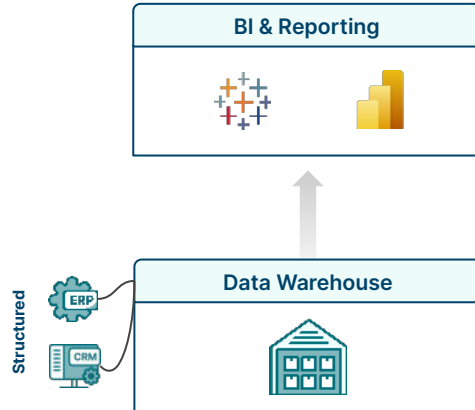 BI & Reporting
Data Warehouse
Structured
ERP
CRM